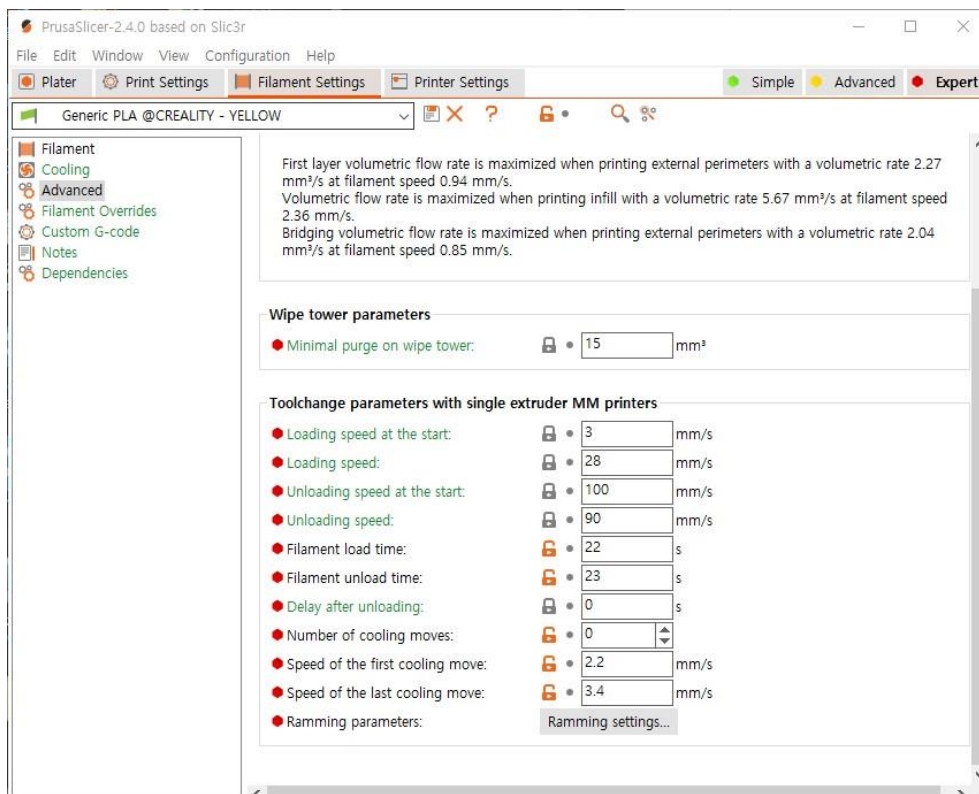 PrusaSlicer-2.4.0 based on Slic3r
File Edit Window View Configuration Help
Plater Print Settings Filament Settings Printer Settings Simple Advanced Expert
Generic PLA @CREALITY - YELLOW
Filament
Cooling
Advanced
Filament Overrides
Custom G-code
Notes
Dependencies
First layer volumetric flow rate is maximized when printing external perimeters with a volumetric rate 2.27
mm³/s at filament speed 0.94 mm/s.
Volumetric flow rate is maximized when printing infill with a volumetric rate 5.67 mm³/s at filament speed
2.36 mm/s.
Bridging volumetric flow rate is maximized when printing external perimeters with a volumetric rate 2.04
mm³/s at filament speed 0.85 mm/s.
Wipe tower parameters
Minimal purge on wipe tower: 15 mm³
Toolchange parameters with single extruder MM printers
Loading speed at the start: 3 mm/s
Loading speed: 28 mm/s
Unloading speed at the start: 100 mm/s
Unloading speed: 90 mm/s
Filament load time: 22 s
Filament unload time: 23 s
Delay after unloading: 0 s
Number of cooling moves: 0
Speed of the first cooling move: 2.2 mm/s
Speed of the last cooling move: 3.4 mm/s
Ramming parameters: Ramming settings...